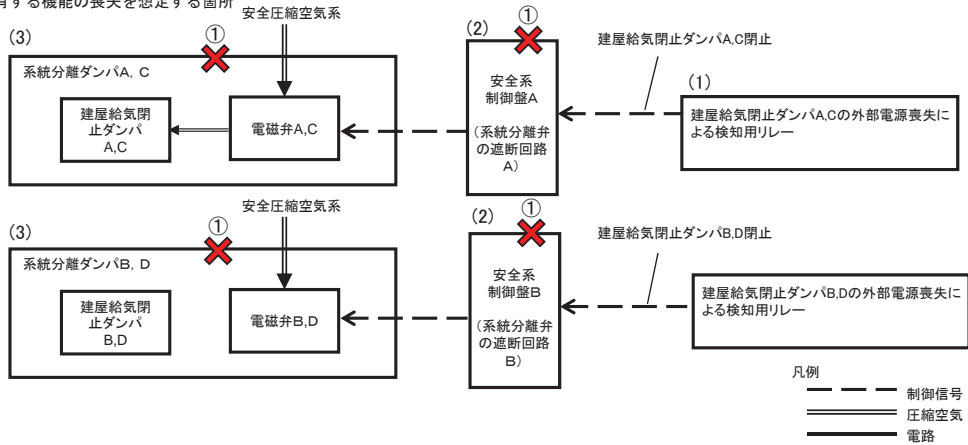 有する機能の喪失を想定する箇所
安全圧縮空気系
(3)
①
系統分離ダンパA, C
建屋給気閉
止ダンパ
A,C
電磁弁A,C
(2)
①
安全系
制御盤A
(系統分離弁
の遮断回路
A)
建屋給気閉止ダンパA,C閉止
(1)
建屋給気閉止ダンパA,Cの外部電源喪失に
よる検知用リレー
安全圧縮空気系
(3)
①
系統分離ダンパB, D
建屋給気閉
止ダンパ
B,D
電磁弁B,D
(2)
①
安全系
制御盤B
(系統分離弁
の遮断回路
B)
建屋給気閉止ダンパB,D閉止
建屋給気閉止ダンパB,Dの外部電源喪失に
よる検知用リレー
凡例
制御信号
圧縮空気
電路